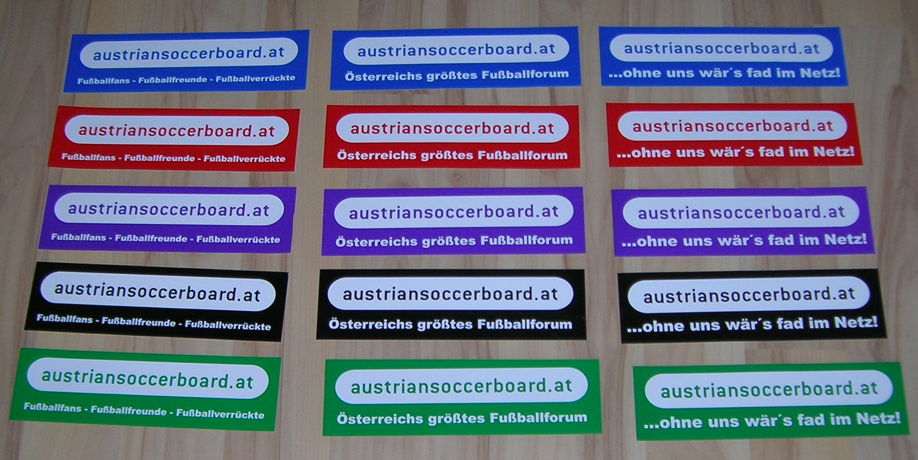 austriansoccerboard.at
Fußballfans - Fußballfreunde - Fußballverrückte
austriansoccerboard.at
Österreichs größtes Fußballforum
austriansoccerboard.at
...ohne uns wär´s fad im Netz!
austriansoccerboard.at
Fußballfans - Fußballfreunde - Fußballverrückte
austriansoccerboard.at
Österreichs größtes Fußballforum
austriansoccerboard.at
...ohne uns wär´s fad im Netz!
austriansoccerboard.at
Fußballfans - Fußballfreunde - Fußballverrückte
austriansoccerboard.at
Österreichs größtes Fußballforum
austriansoccerboard.at
...ohne uns wär´s fad im Netz!
austriansoccerboard.at
Fußballfans - Fußballfreunde - Fußballverrückte
austriansoccerboard.at
Österreichs größtes Fußballforum
austriansoccerboard.at
...ohne uns wär´s fad im Netz!
austriansoccerboard.at
Fußballfans - Fußballfreunde - Fußballverrückte
austriansoccerboard.at
Österreichs größtes Fußballforum
austriansoccerboard.at
...ohne uns wär´s fad im Netz!